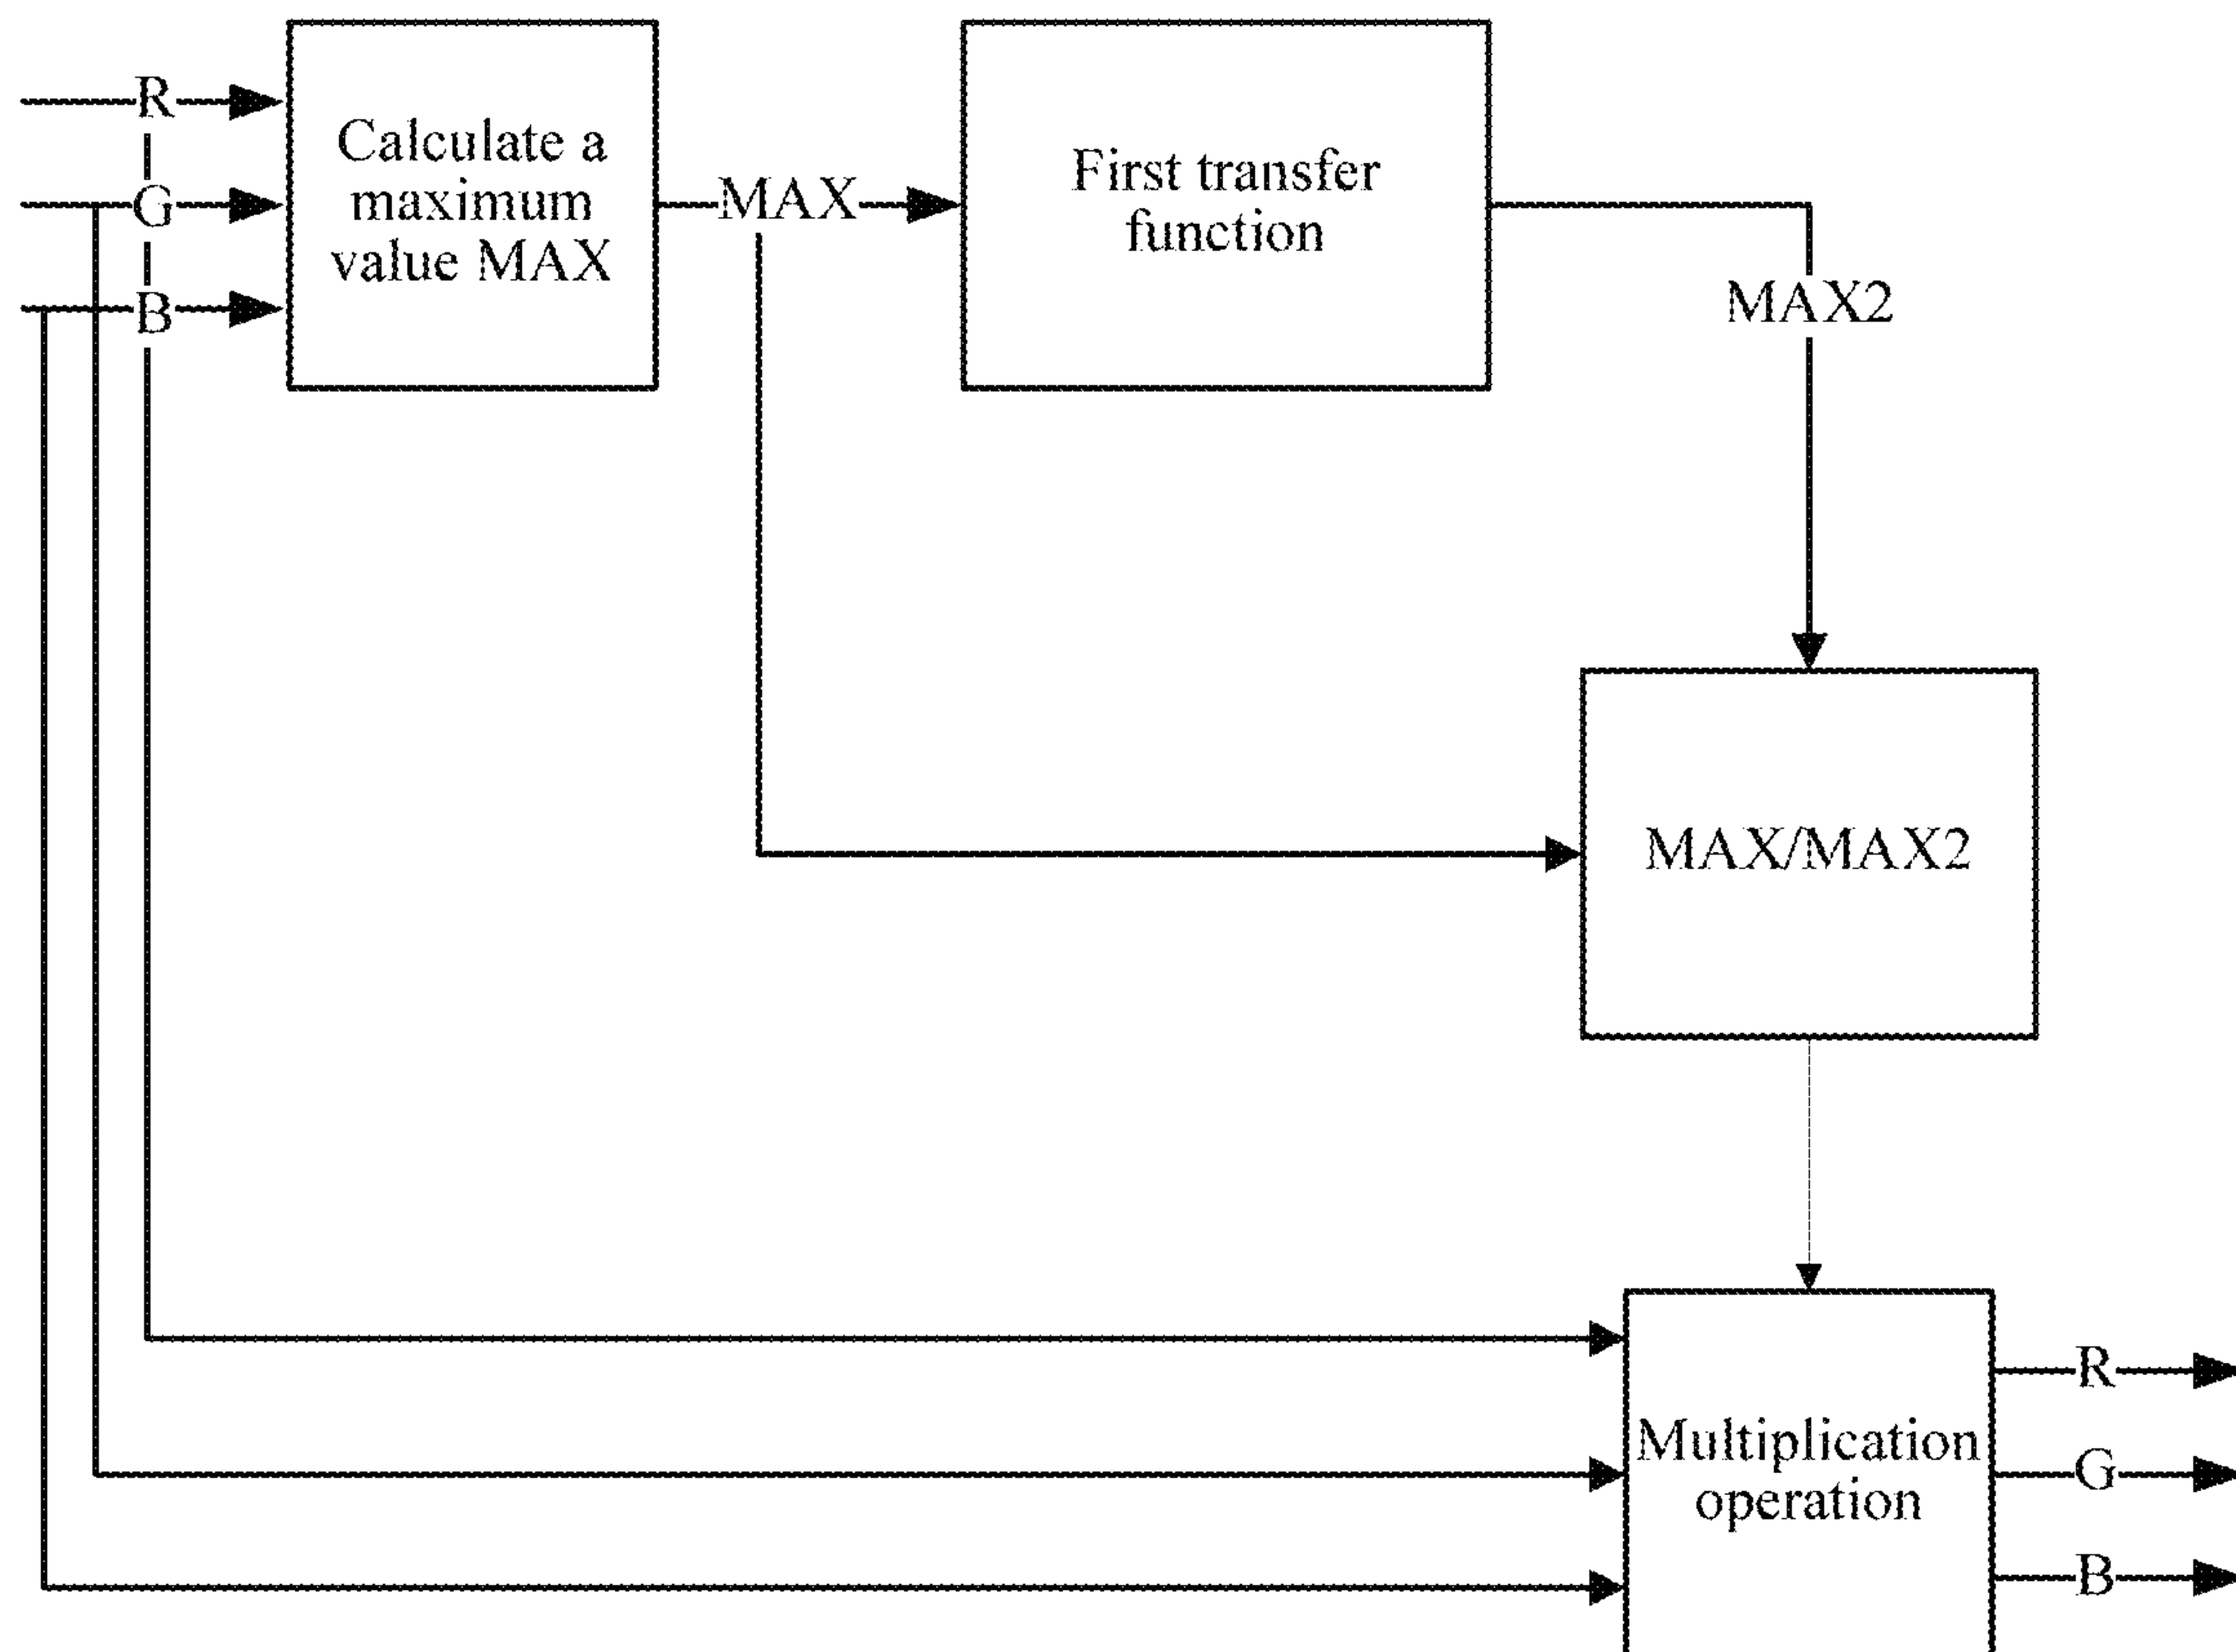 R
G
B
Calculate a
maximum
value MAX
MAX
First transfer
function
MAX2
MAX/MAX2
Multiplication
operation
R
G
B